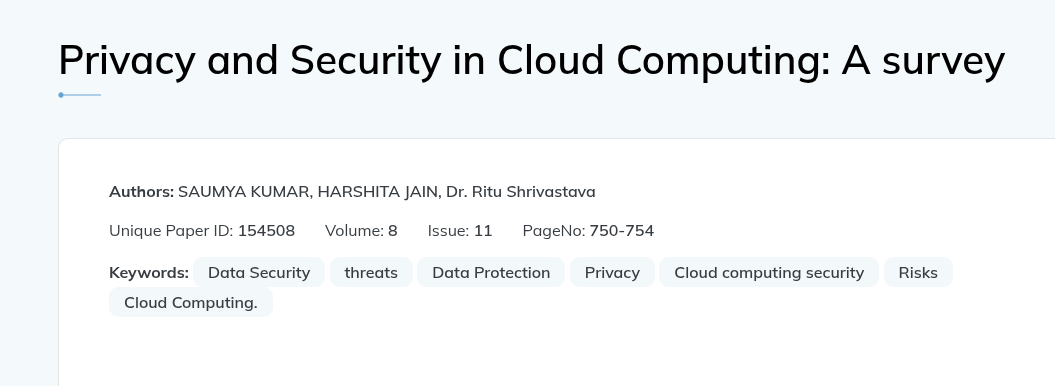 Privacy and Security in Cloud Computing: A survey
Authors: SAUMYA KUMAR, HARSHITA JAIN, Dr. Ritu Shrivastava
Unique Paper ID: 154508 Volume: 8 Issue: 11 PageNo: 750-754
Keywords: Data Security threats Data Protection Privacy Cloud computing security Risks
Cloud Computing.